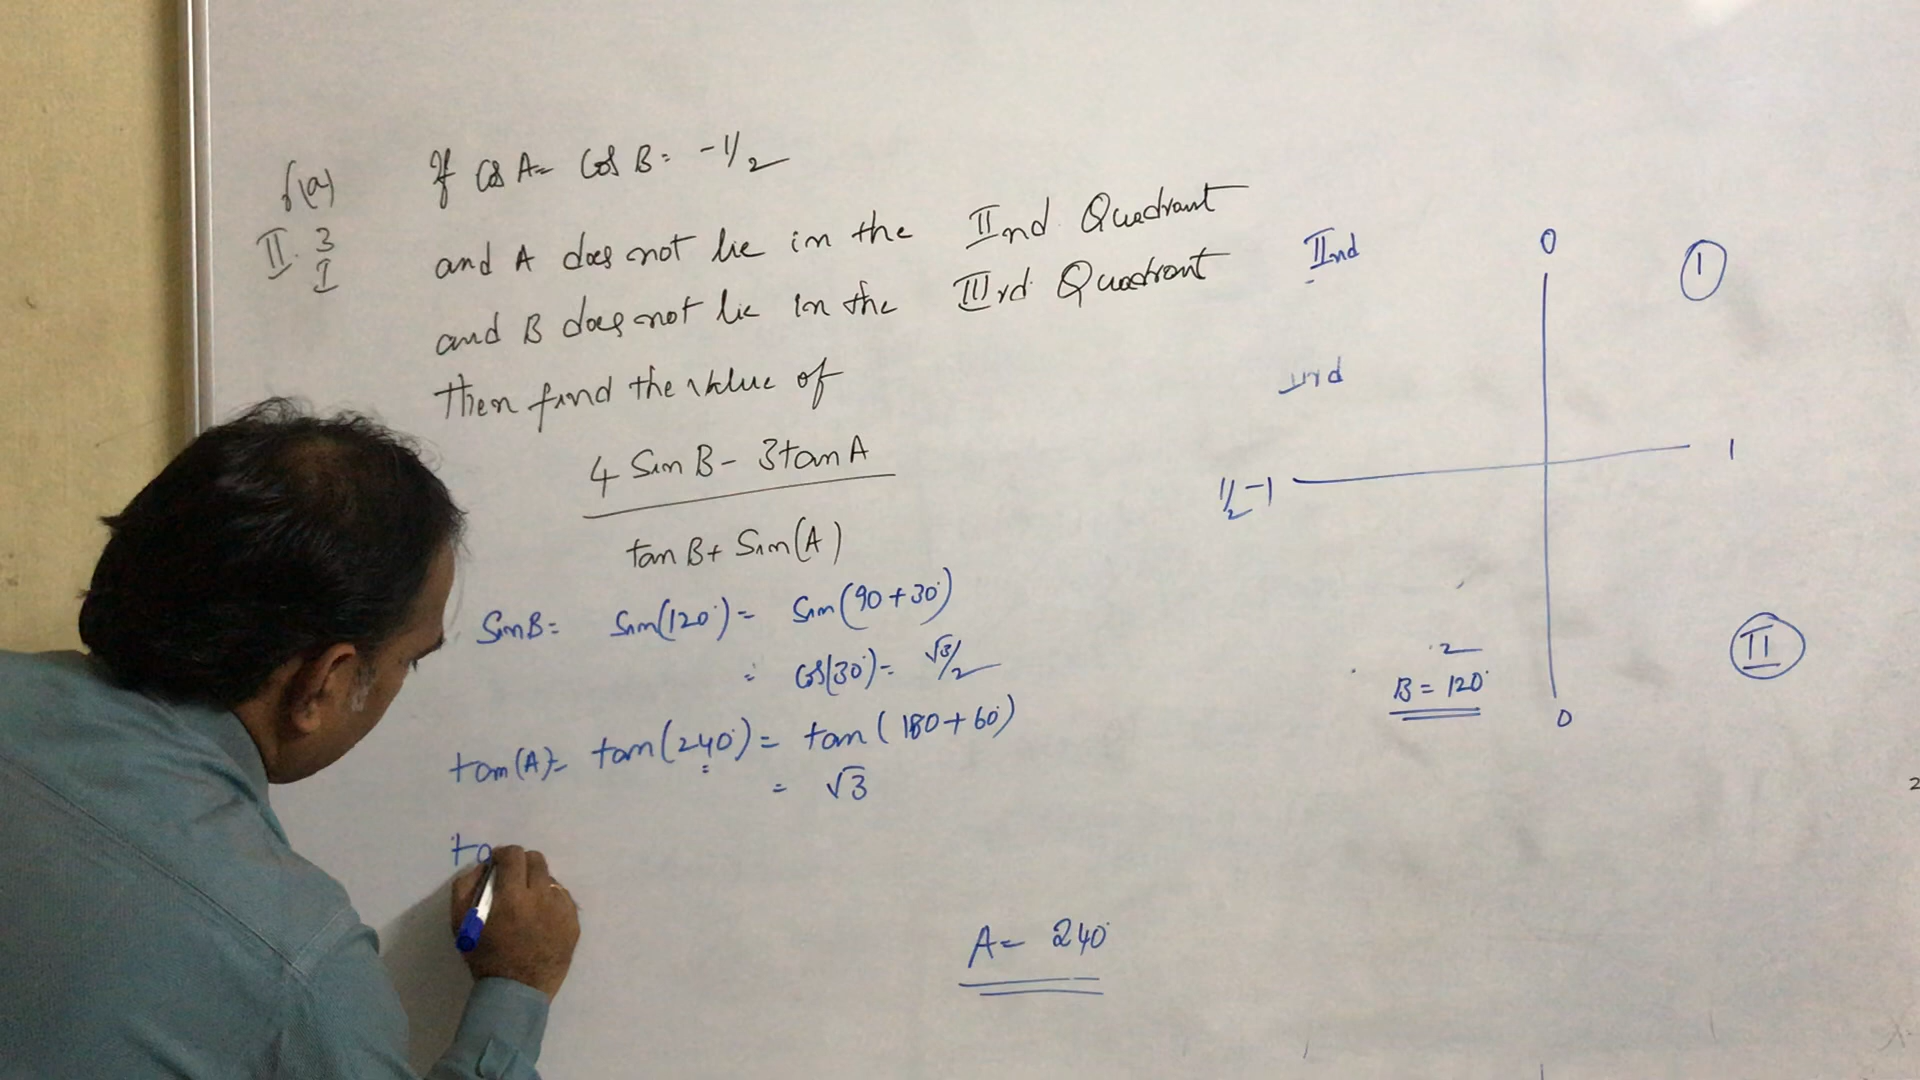 If Cos A = Cos B = -1/2
II. 3
I
and A does not lie in the IInd Quadrant
and B does not lie in the IIIrd Quadrant
Then find the value of
4 Sin B - 3 tan A
tan B + Sin(A)
Sin B = Sin(120°) = Sin(90+30°)
= Cos(30°) = √3/2
tan(A) = tan(240°) = tan(180+60°)
= √3
ta
A = 240°
IInd
0
I
1
1/2 -1
2
B = 120°
0
II
2